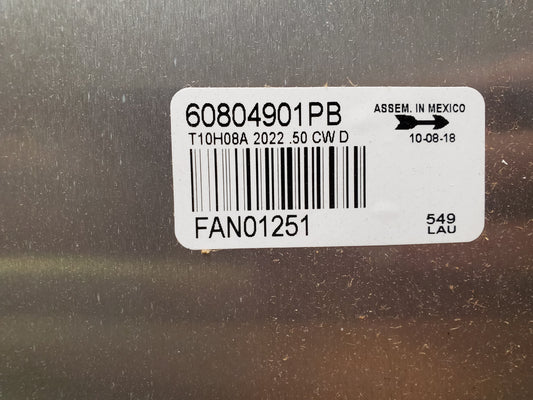 60804901PB
ASSEM. IN MEXICO
T10H08A 2022 .50 CW D
10-08-18
FAN01251
549
LAU